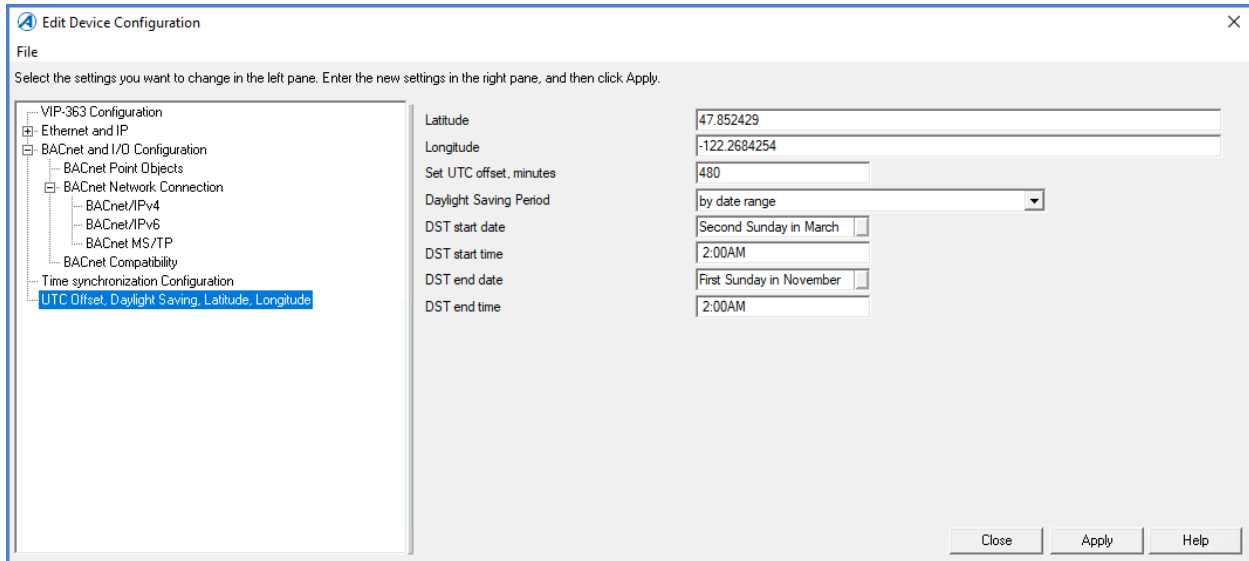 Edit Device Configuration
File
Select the settings you want to change in the left pane. Enter the new settings in the right pane, and then click Apply.
VIP-363 Configuration
Ethernet and IP
BACnet and I/O Configuration
BACnet Point Objects
BACnet Network Connection
BACnet/IPv4
BACnet/IPv6
BACnet MS/TP
BACnet Compatibility
Time synchronization Configuration
UTC Offset, Daylight Saving, Latitude, Longitude
Latitude 47.852429
Longitude -122.2684254
Set UTC offset, minutes 480
Daylight Saving Period by date range
DST start date Second Sunday in March
DST start time 2:00AM
DST end date First Sunday in November
DST end time 2:00AM
Close Apply Help